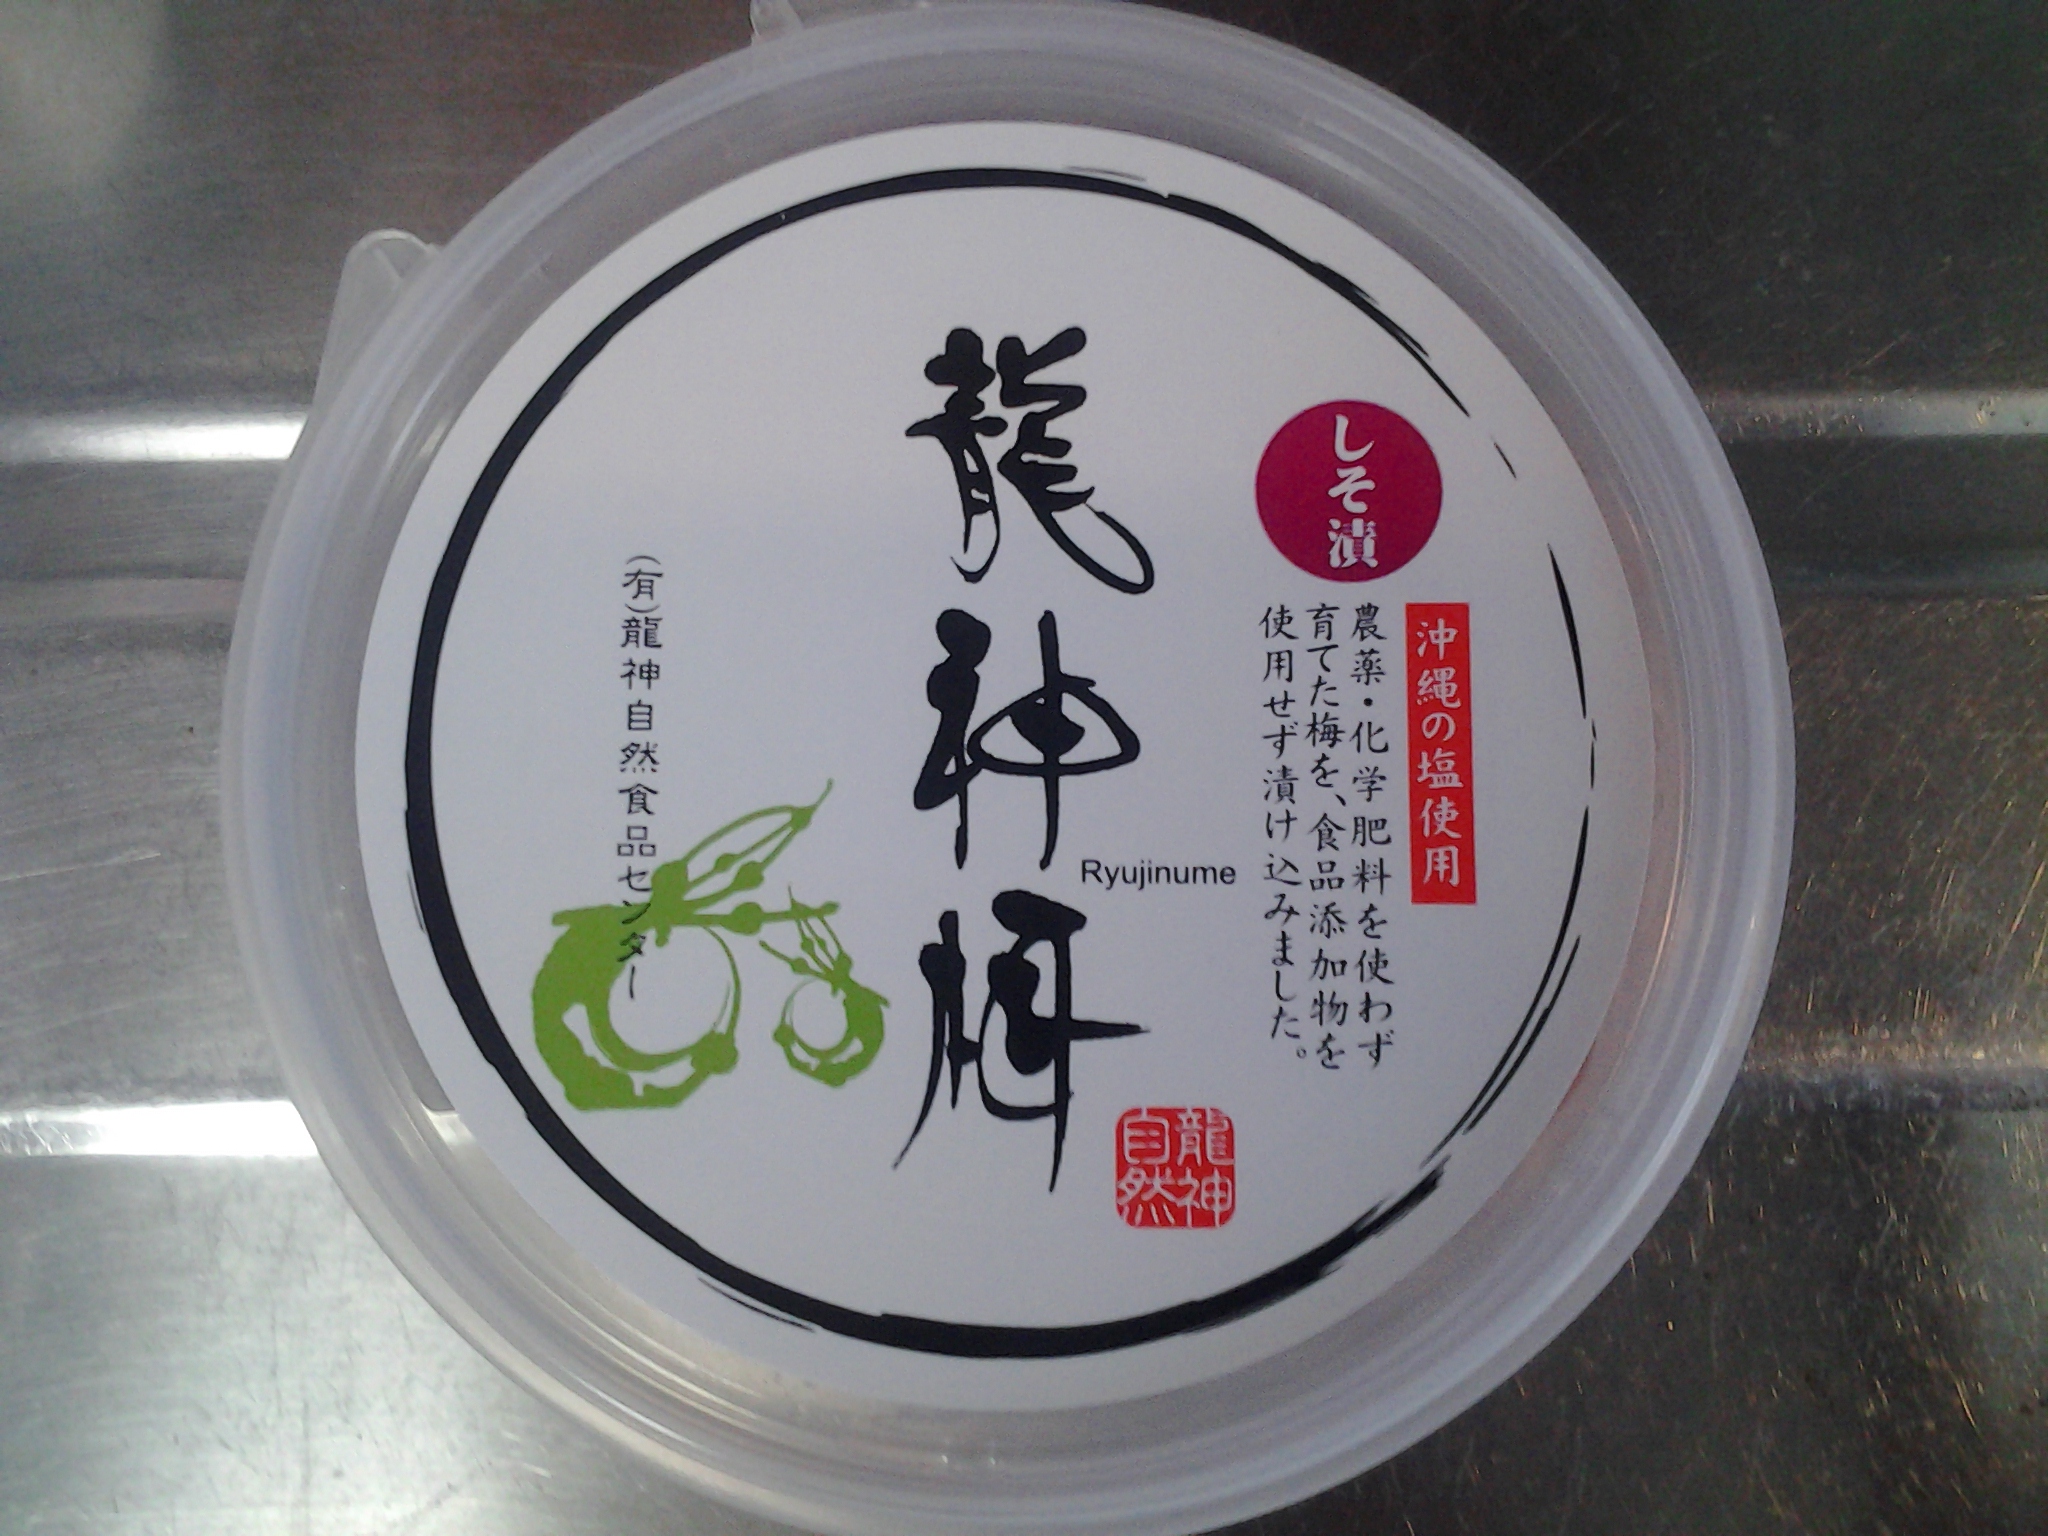 沖縄の塩使用
しそ漬
農薬・化学肥料を使わず
育てた梅を、食品添加物を
使用せず漬け込みました。
龍神梅
Ryujinume
龍神
自然
（有）龍神自然食品センター